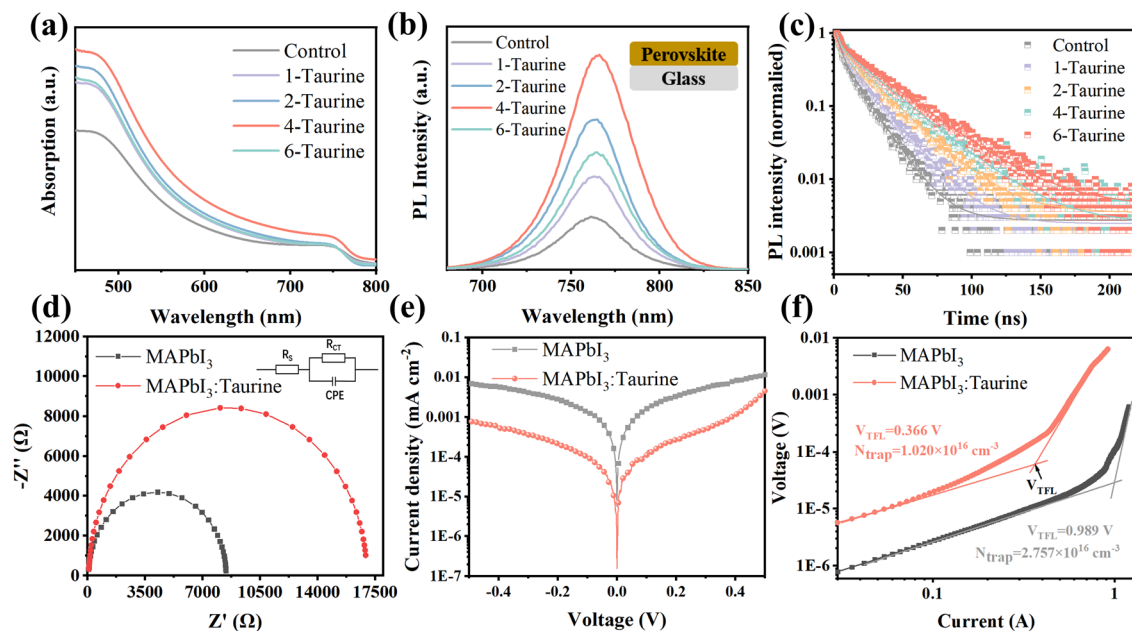 (a)
Absorption (a.u.)
Control
1-Taurine
2-Taurine
4-Taurine
6-Taurine
500
600
700
800
Wavelength (nm)
(b)
PL Intensity (a.u.)
Control
1-Taurine
2-Taurine
4-Taurine
6-Taurine
Perovskite
Glass
700
750
800
850
Wavelength (nm)
(c)
PL intensity (normalied)
1
0.1
0.01
0.001
Control
1-Taurine
2-Taurine
4-Taurine
6-Taurine
0
50
100
150
200
Time (ns)
(d)
-Z'' (Ω)
12000
10000
8000
6000
4000
2000
0
MAPbI3
MAPbI3:Taurine
RS
RCT
CPE
0
3500
7000
10500
14000
17500
Z' (Ω)
(e)
Current density (mA cm-2)
0.1
0.01
0.001
1E-4
1E-5
1E-6
1E-7
MAPbI3
MAPbI3:Taurine
-0.4
-0.2
0.0
0.2
0.4
Voltage (V)
(f)
Voltage (V)
0.01
0.001
1E-4
1E-5
1E-6
MAPbI3
MAPbI3:Taurine
VTFL=0.366 V
Ntrap=1.020×10^16 cm-3
VTFL
VTFL=0.989 V
Ntrap=2.757×10^16 cm-3
0.1
1
Current (A)